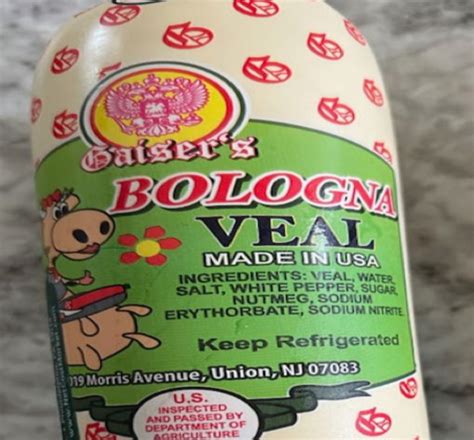 Gaiser's
BOLOGNA
VEAL
MADE IN USA
INGREDIENTS: VEAL, WATER,
SALT, WHITE PEPPER, SUGAR,
NUTMEG, SODIUM
ERYTHORBATE, SODIUM NITRITE.
Keep Refrigerated
019 Morris Avenue, Union, NJ 07083
U.S.
INSPECTED
AND PASSED BY
DEPARTMENT OF
AGRICULTURE